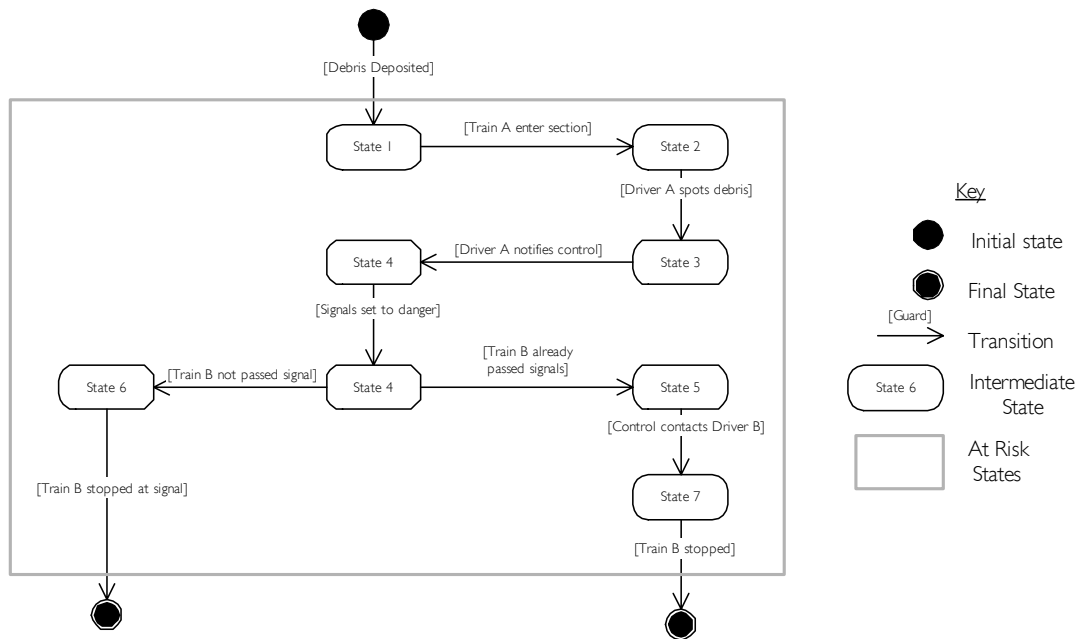 [Debris Deposited]
State 1
[Train A enter section]
State 2
[Driver A spots debris]
State 3
[Driver A notifies control]
State 4
[Signals set to danger]
State 4
[Train B not passed signal]
State 6
[Train B already
passed signals]
State 5
[Control contacts Driver B]
State 7
[Train B stopped at signal]
[Train B stopped]
Key
Initial state
Final State
[Guard]
Transition
State 6
Intermediate
State
At Risk
States